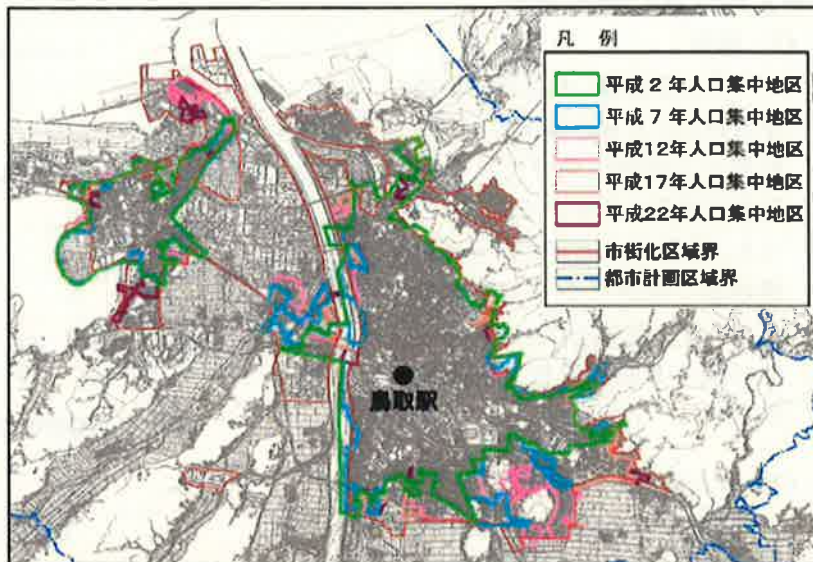 凡 例
平成 2 年人口集中地区
平成 7 年人口集中地区
平成12年人口集中地区
平成17年人口集中地区
平成22年人口集中地区
市街化区域界
都市計画区域界
鳥取駅